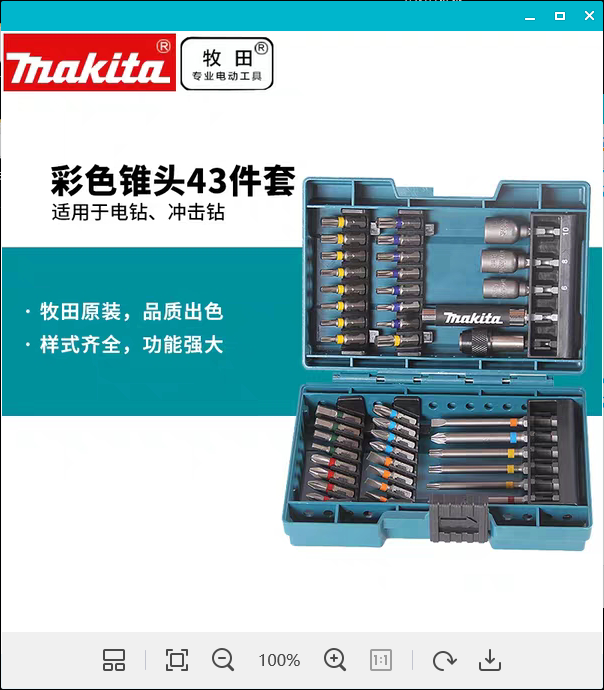 makita®
牧田®
专业电动工具
彩色锥头43件套
适用于电钻、冲击钻
· 牧田原装，品质出色
· 样式齐全，功能强大
10
8
6
makita
100%
1:1